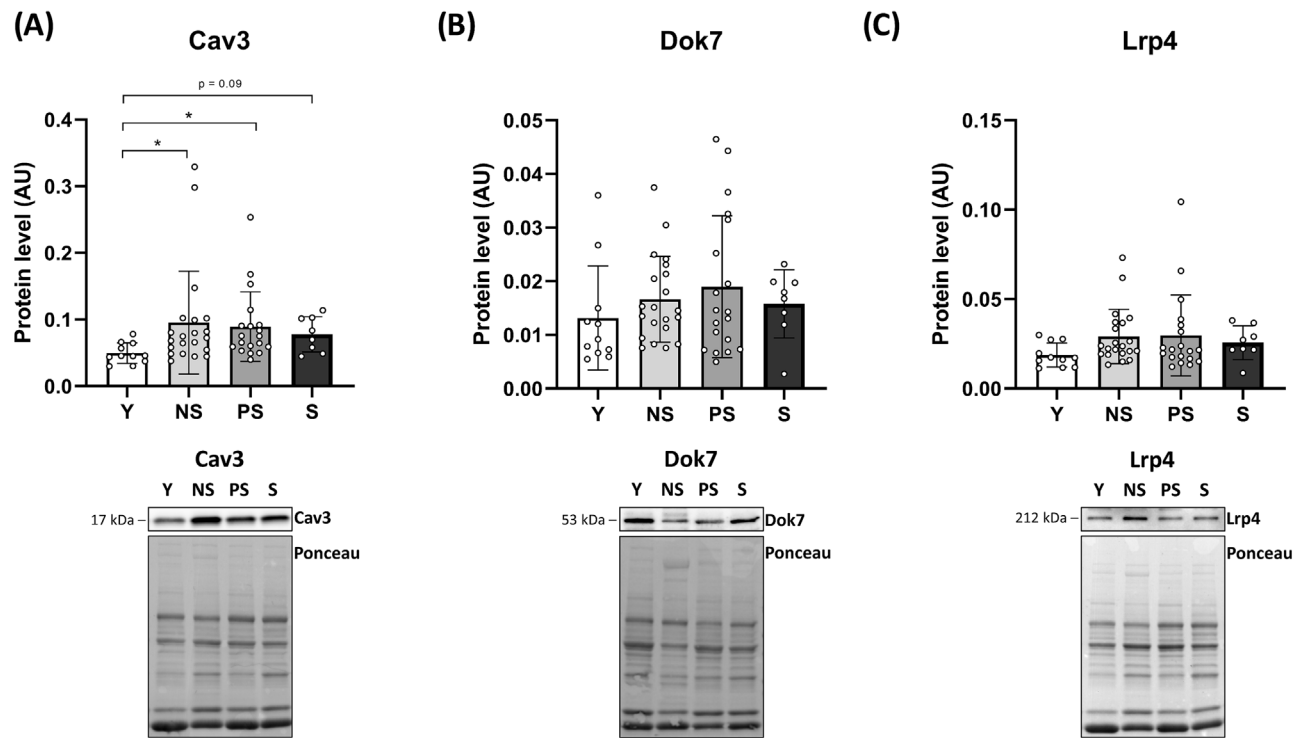 (A)
Cav3
p = 0.09
*
*
Protein level (AU)
0.4
0.3
0.2
0.1
0.0
Y NS PS S
Cav3
Y NS PS S
17 kDa
Cav3
Ponceau
(B)
Dok7
Protein level (AU)
0.05
0.04
0.03
0.02
0.01
0.00
Y NS PS S
Dok7
Y NS PS S
53 kDa
Dok7
Ponceau
(C)
Lrp4
Protein level (AU)
0.15
0.10
0.05
0.00
Y NS PS S
Lrp4
Y NS PS S
212 kDa
Lrp4
Ponceau